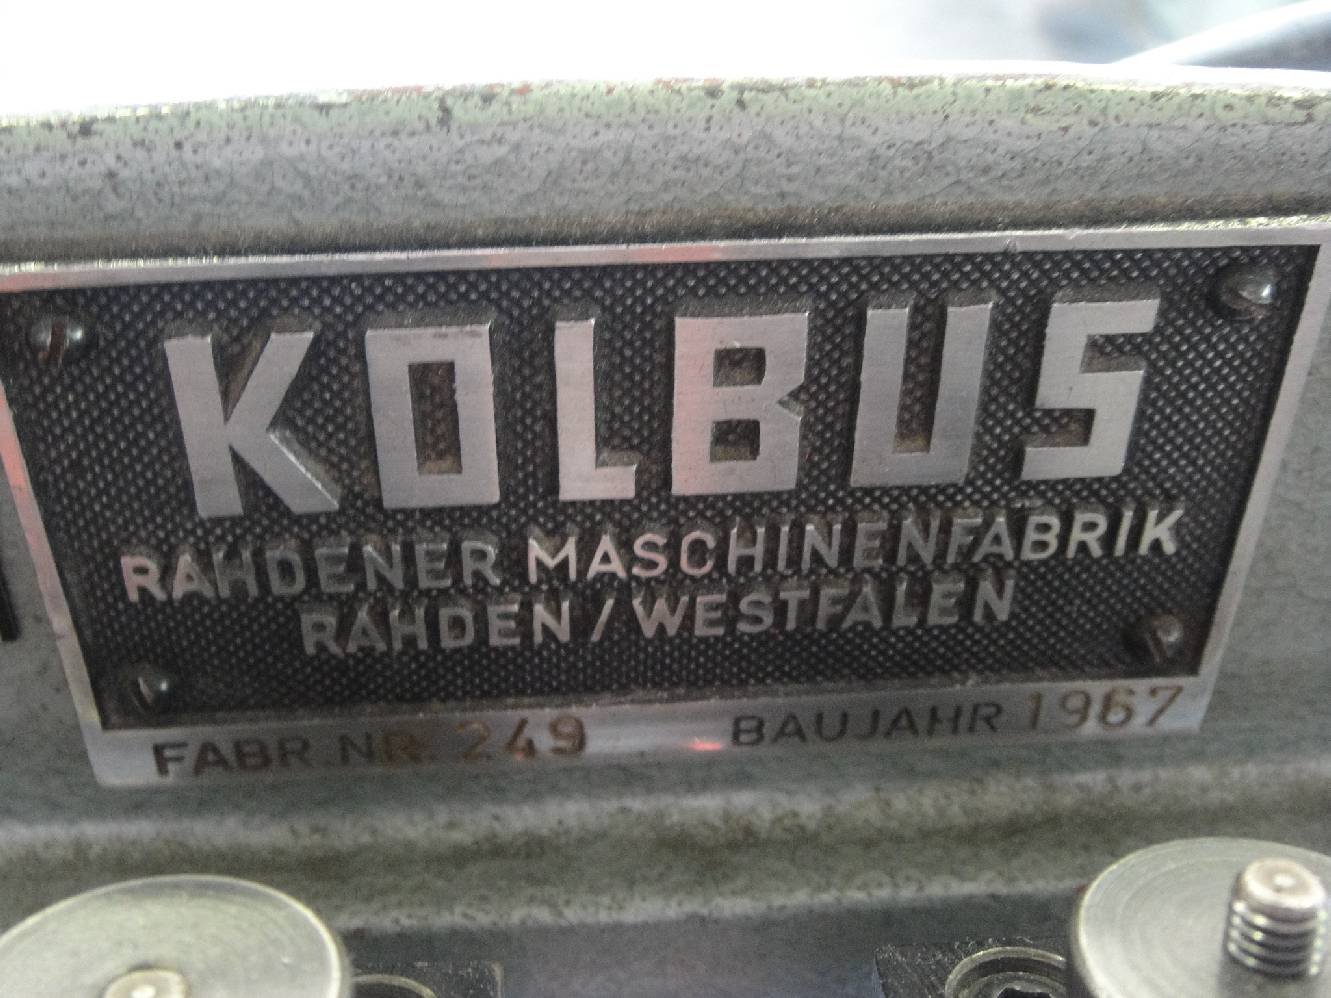 KOLBUS
RAHDENER MASCHINENFABRIK
RAHDEN/WESTFALEN
FABR.NR. 249 BAUJAHR 1967